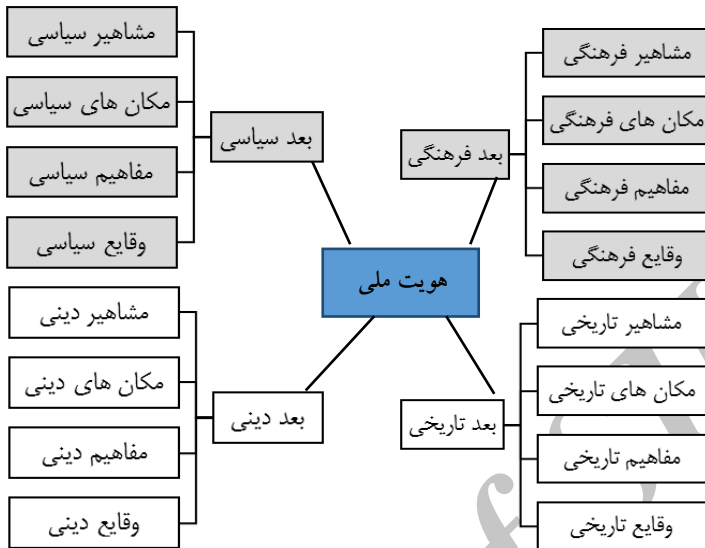 هویت ملی
بعد فرهنگی
مشاهیر فرهنگی
مکان های فرهنگی
مفاهیم فرهنگی
وقایع فرهنگی
بعد سیاسی
مشاهیر سیاسی
مکان های سیاسی
مفاهیم سیاسی
وقایع سیاسی
بعد تاریخی
مشاهیر تاریخی
مکان های تاریخی
مفاهیم تاریخی
وقایع تاریخی
بعد دینی
مشاهیر دینی
مکان های دینی
مفاهیم دینی
وقایع دینی